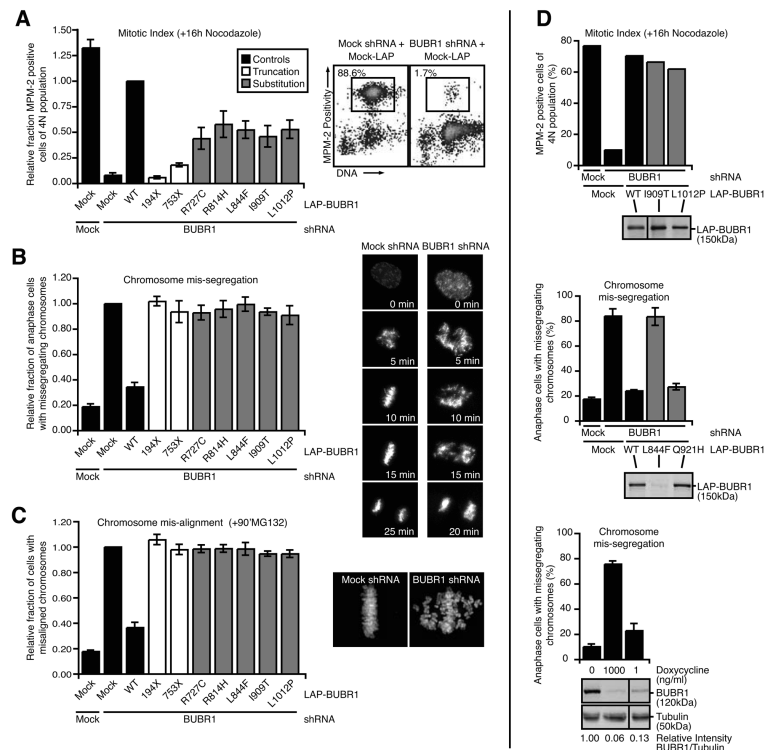 A
Mitotic Index (+16h Nocodazole)
Relative fraction MPM-2 positive
cells of 4N population
1.50
1.25
1.00
0.75
0.50
0.25
0.00
Controls
Truncation
Substitution
Mock
Mock
WT
194X
753X
R727C
R814H
L844F
I909T
L1012P
LAP-BUBR1
Mock
BUBR1
shRNA
Mock shRNA +
Mock-LAP
BUBR1 shRNA +
Mock-LAP
88.6%
1.7%
MPM-2 Positivity
DNA
B
Chromosome mis-segregation
Relative fraction of anaphase cells
with missegregating chromosomes
1.20
1.00
0.80
0.60
0.40
0.20
0.00
Mock
Mock
WT
194X
753X
R727C
R814H
L844F
I909T
L1012P
LAP-BUBR1
Mock
BUBR1
shRNA
Mock shRNA
BUBR1 shRNA
0 min
0 min
5 min
5 min
10 min
10 min
15 min
15 min
25 min
20 min
C
Chromosome mis-alignment (+90'MG132)
Relative fraction of cells with
misaligned chromosomes
1.20
1.00
0.80
0.60
0.40
0.20
0.00
Mock
Mock
WT
194X
753X
R727C
R814H
L844F
I909T
L1012P
LAP-BUBR1
Mock
BUBR1
shRNA
Mock shRNA
BUBR1 shRNA
D
Mitotic Index (+16h Nocodazole)
MPM-2 positive cells of
4N population (%)
80
60
40
20
0
Mock
BUBR1
shRNA
Mock
WT I909T L1012P
LAP-BUBR1
LAP-BUBR1
(150kDa)
Chromosome
mis-segregation
Anaphase cells with missegregating
chromosomes (%)
100
80
60
40
20
0
Mock
BUBR1
shRNA
Mock
WT L844F Q921H
LAP-BUBR1
LAP-BUBR1
(150kDa)
Chromosome
mis-segregation
Anaphase cells with missegregating
chromosomes (%)
100
80
60
40
20
0
0 1000 1
Doxycycline
(ng/ml)
BUBR1
(120kDa)
Tubulin
(50kDa)
1.00 0.06 0.13
Relative Intensity
BUBR1/Tubulin